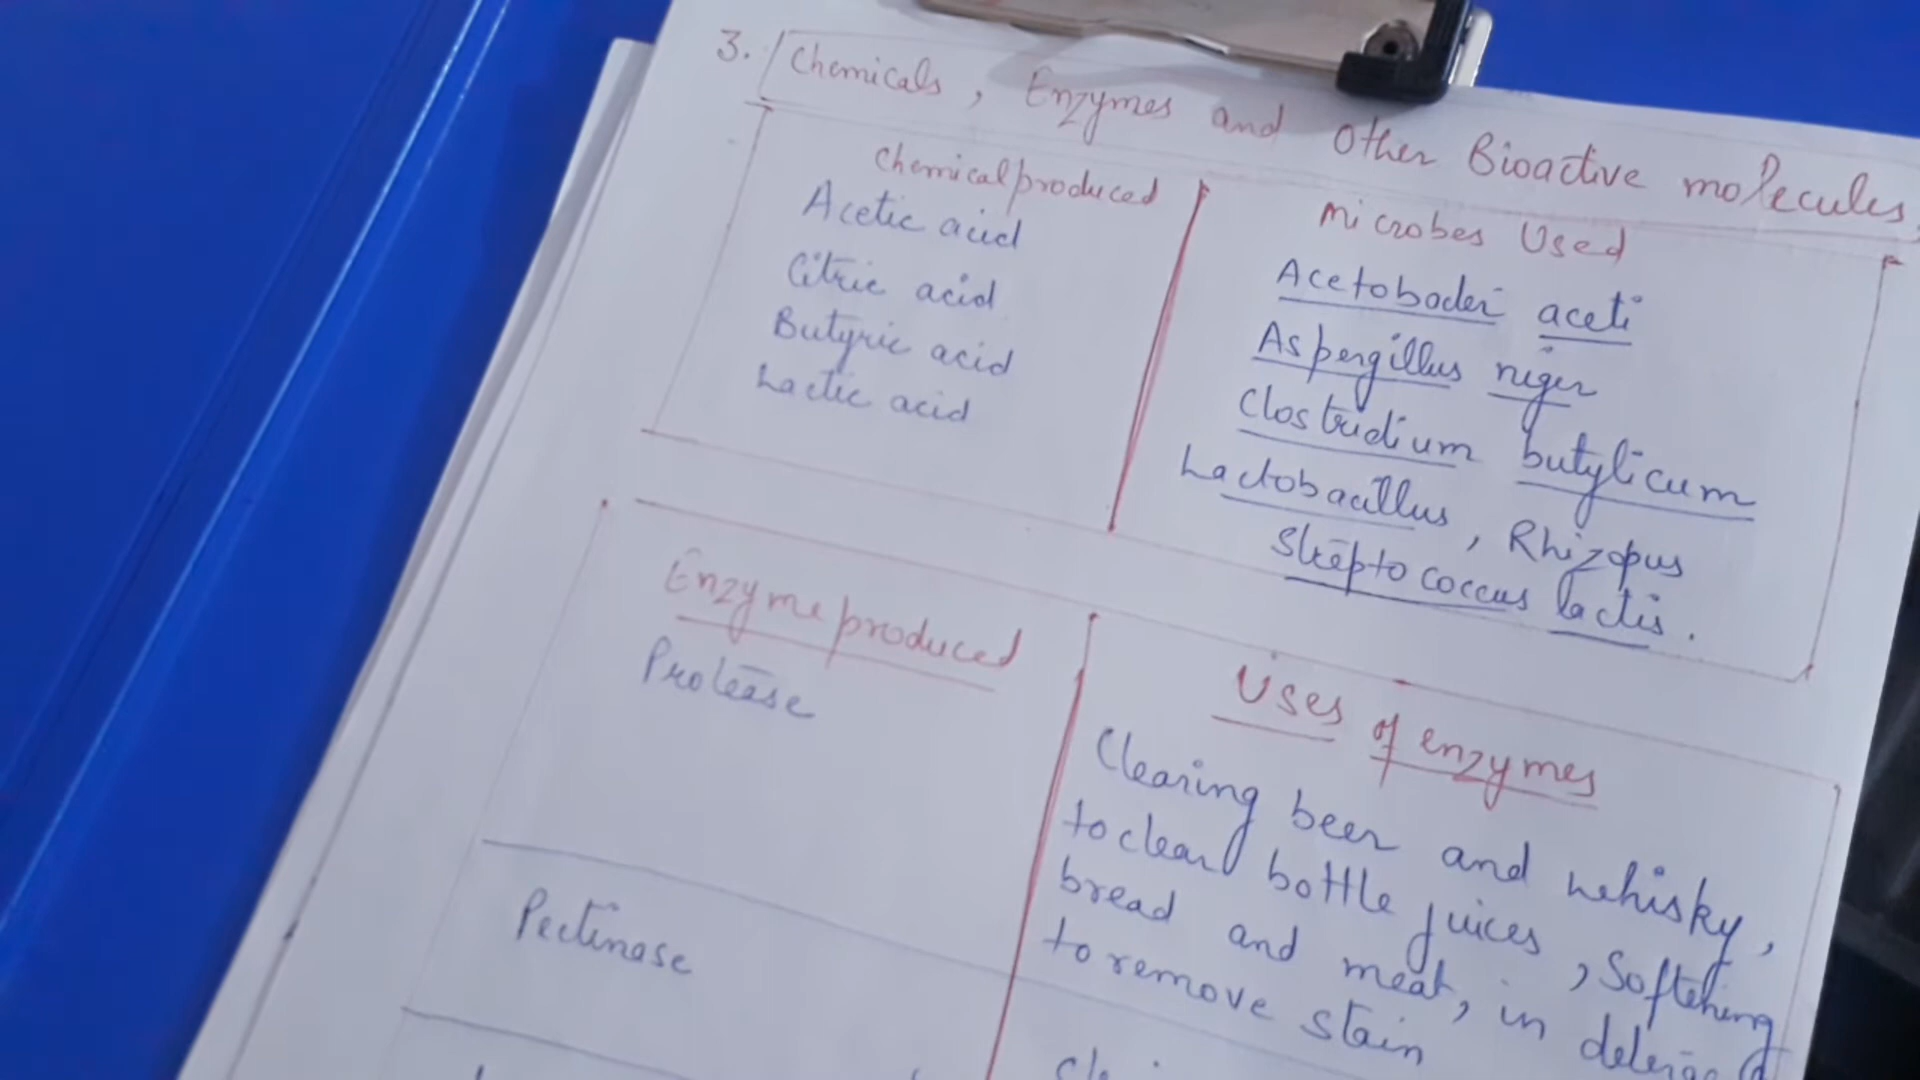 3. Chemicals, Enzymes and Other Bioactive molecules
Chemical produced
Microbes Used
Acetic acid
Acetobacter aceti
Citric acid
Aspergillus niger
Butyric acid
Clostridium butylicum
Lactic acid
Lactobacillus, Rhizopus
Streptococcus lactis.
Enzyme produced
Uses of enzymes
Protease
Clearing beer and whisky,
to clear bottle juices, Softening
bread and meat, in
to remove stain
Pectinase